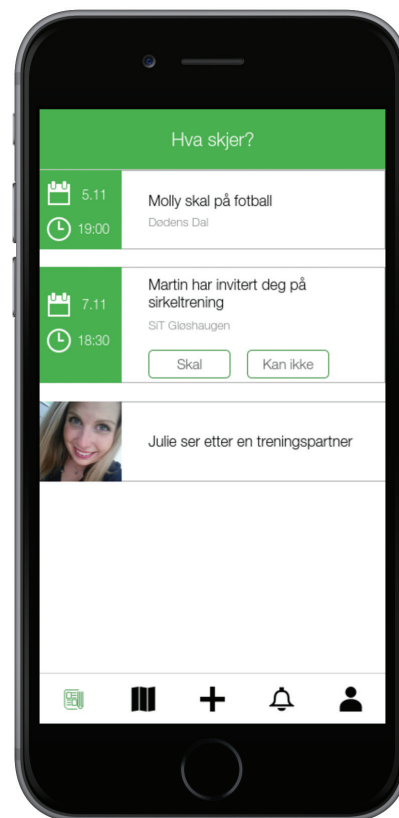 Hva skjer?
5.11
19:00
Molly skal på fotball
Dødens Dal
7.11
18:30
Martin har invitert deg på
sirkeltrening
SiT Gløshaugen
Skal
Kan ikke
Julie ser etter en treningspartner